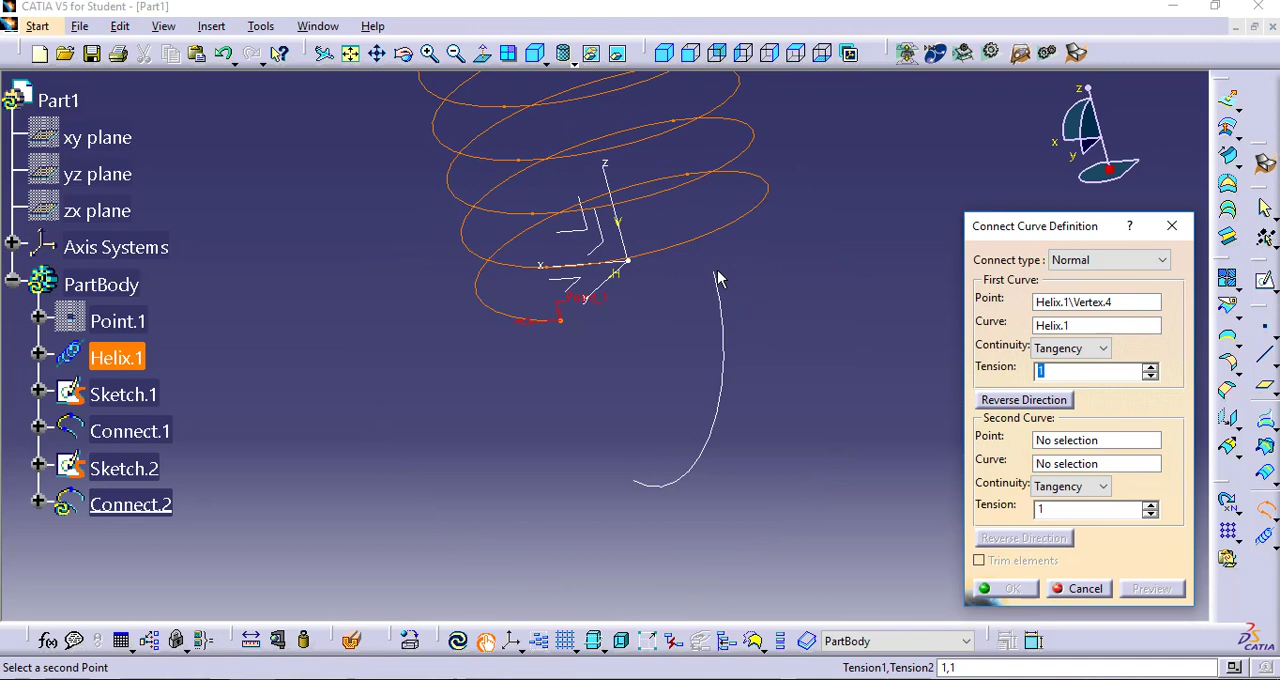 CATIA V5 for Student - [Part1]
Start File Edit View Insert Tools Window Help
Part1
xy plane
yz plane
zx plane
Axis Systems
PartBody
Point.1
Helix.1
Sketch.1
Connect.1
Sketch.2
Connect.2
z
x
y
z
x
V
H
Connect Curve Definition ?
Connect type : Normal
First Curve:
Point: Helix.1\Vertex.4
Curve: Helix.1
Continuity: Tangency
Tension: 1
Reverse Direction
Second Curve:
Point: No selection
Curve: No selection
Continuity: Tangency
Tension: 1
Reverse Direction
Trim elements
OK Cancel Preview
f(x)
PartBody
CATIA
Select a second Point
Tension1,Tension2 1,1